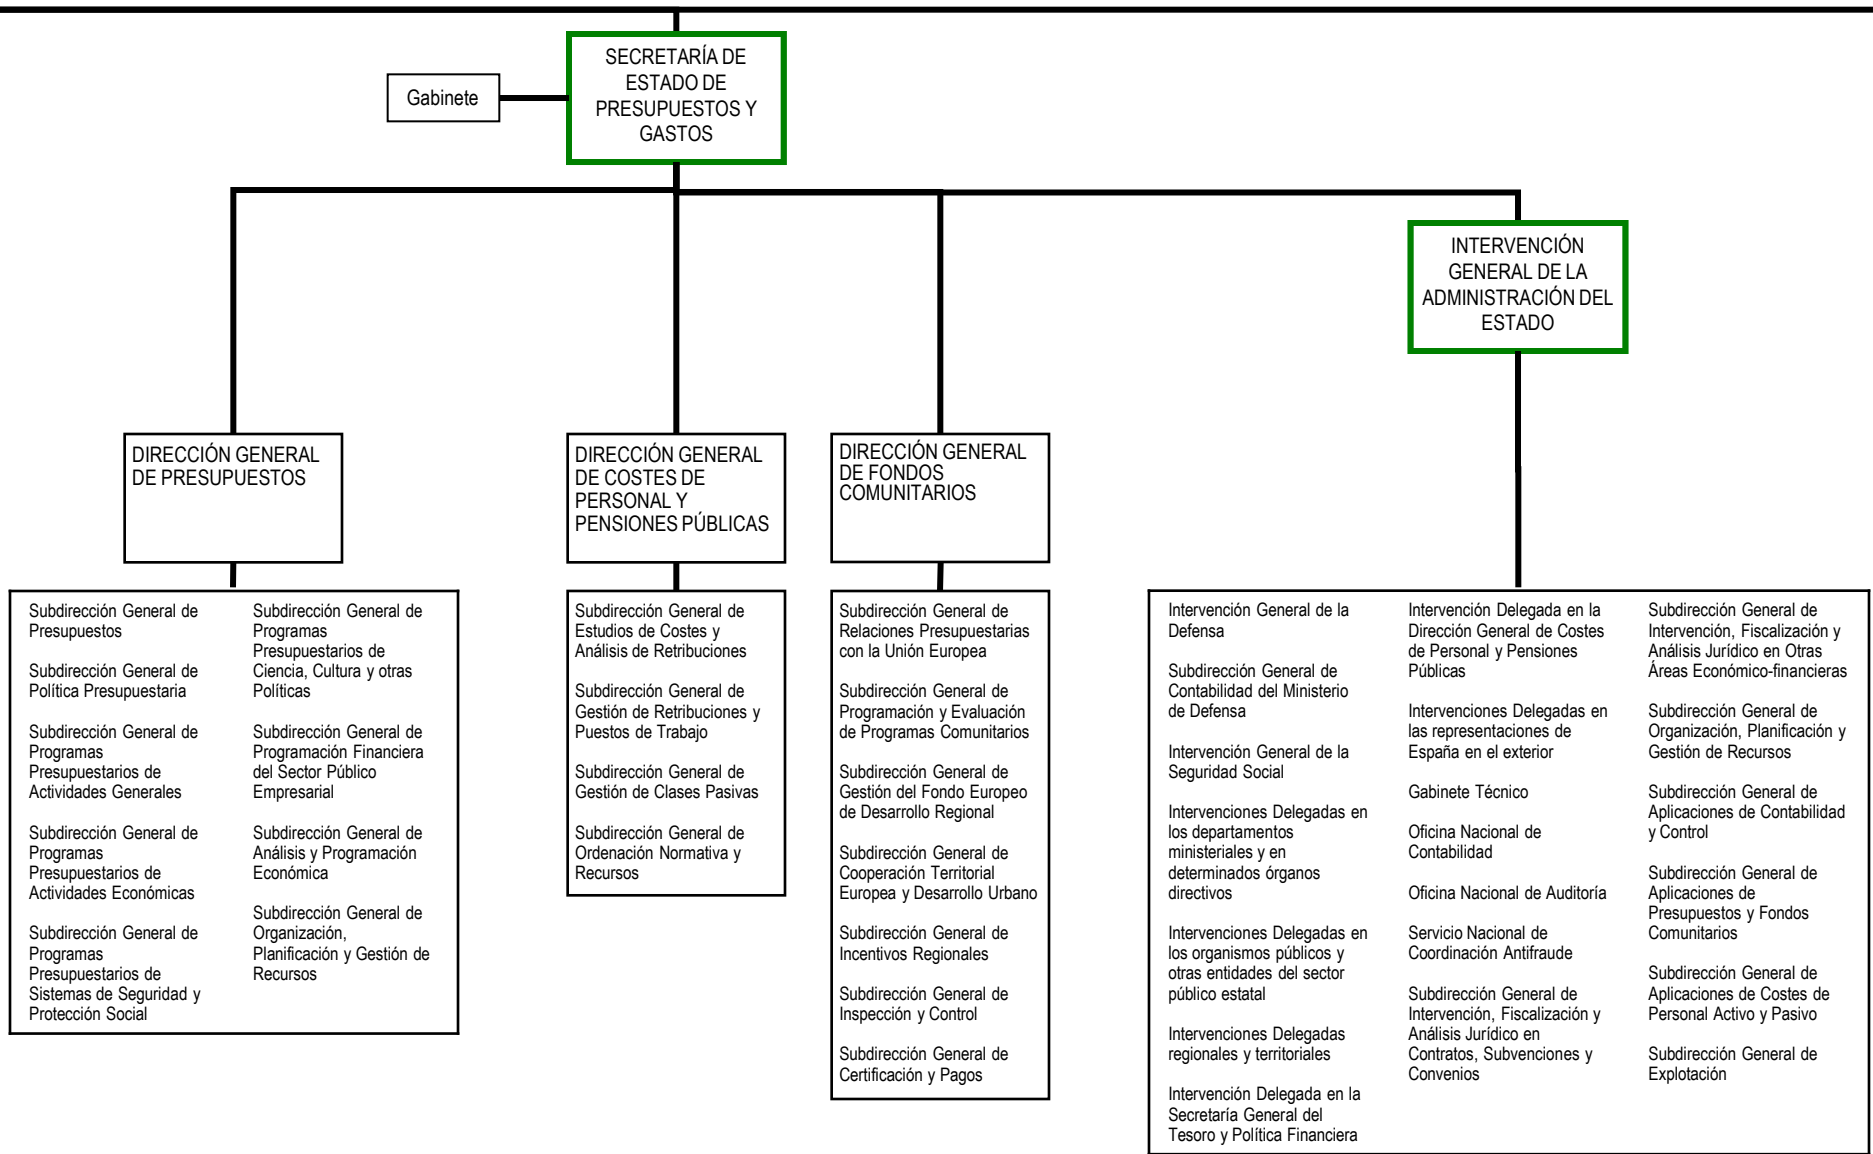 SECRETARÍA DE
ESTADO DE
PRESUPUESTOS Y
GASTOS
Gabinete
INTERVENCIÓN
GENERAL DE LA
ADMINISTRACIÓN DEL
ESTADO
DIRECCIÓN GENERAL
DE PRESUPUESTOS
DIRECCIÓN GENERAL
DE COSTES DE
PERSONAL Y
PENSIONES PÚBLICAS
DIRECCIÓN GENERAL
DE FONDOS
COMUNITARIOS
Subdirección General de
Presupuestos
Subdirección General de
Política Presupuestaria
Subdirección General de
Programas
Presupuestarios de
Actividades Generales
Subdirección General de
Programas
Presupuestarios de
Actividades Económicas
Subdirección General de
Programas
Presupuestarios de
Sistemas de Seguridad y
Protección Social
Subdirección General de
Programas
Presupuestarios de
Ciencia, Cultura y otras
Políticas
Subdirección General de
Programación Financiera
del Sector Público
Empresarial
Subdirección General de
Análisis y Programación
Económica
Subdirección General de
Organización,
Planificación y Gestión de
Recursos
Subdirección General de
Estudios de Costes y
Análisis de Retribuciones
Subdirección General de
Gestión de Retribuciones y
Puestos de Trabajo
Subdirección General de
Gestión de Clases Pasivas
Subdirección General de
Ordenación Normativa y
Recursos
Subdirección General de
Relaciones Presupuestarias
con la Unión Europea
Subdirección General de
Programación y Evaluación
de Programas Comunitarios
Subdirección General de
Gestión del Fondo Europeo
de Desarrollo Regional
Subdirección General de
Cooperación Territorial
Europea y Desarrollo Urbano
Subdirección General de
Incentivos Regionales
Subdirección General de
Inspección y Control
Subdirección General de
Certificación y Pagos
Intervención General de la
Defensa
Subdirección General de
Contabilidad del Ministerio
de Defensa
Intervención General de la
Seguridad Social
Intervenciones Delegadas en
los departamentos
ministeriales y en
determinados órganos
directivos
Intervenciones Delegadas en
los organismos públicos y
otras entidades del sector
público estatal
Intervenciones Delegadas
regionales y territoriales
Intervención Delegada en la
Secretaría General del
Tesoro y Política Financiera
Intervención Delegada en la
Dirección General de Costes
de Personal y Pensiones
Públicas
Intervenciones Delegadas en
las representaciones de
España en el exterior
Gabinete Técnico
Oficina Nacional de
Contabilidad
Oficina Nacional de Auditoría
Servicio Nacional de
Coordinación Antifraude
Subdirección General de
Intervención, Fiscalización y
Análisis Jurídico en
Contratos, Subvenciones y
Convenios
Subdirección General de
Intervención, Fiscalización y
Análisis Jurídico en Otras
Áreas Económico-financieras
Subdirección General de
Organización, Planificación y
Gestión de Recursos
Subdirección General de
Aplicaciones de Contabilidad
y Control
Subdirección General de
Aplicaciones de
Presupuestos y Fondos
Comunitarios
Subdirección General de
Aplicaciones de Costes de
Personal Activo y Pasivo
Subdirección General de
Explotación